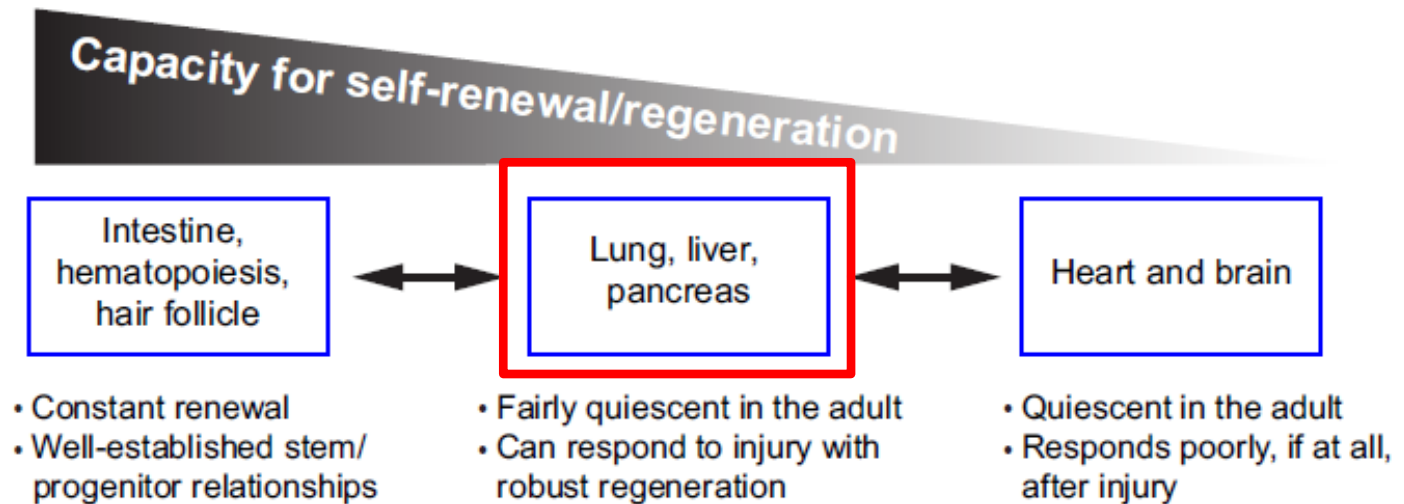 Capacity for self-renewal/regeneration
Intestine,
hematopoiesis,
hair follicle
Lung, liver,
pancreas
Heart and brain
• Constant renewal
• Well-established stem/
progenitor relationships
• Fairly quiescent in the adult
• Can respond to injury with
robust regeneration
• Quiescent in the adult
• Responds poorly, if at all,
after injury